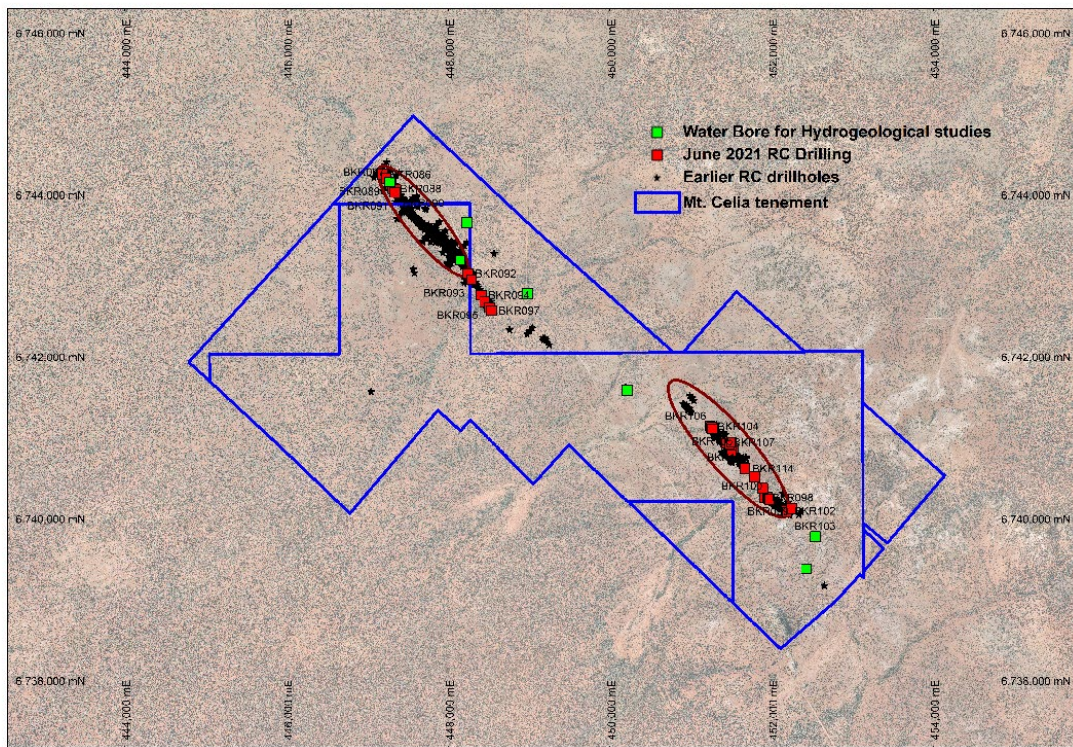 444,000 mE
446,000 mE
448,000 mE
450,000 mE
452,000 mE
454,000 mE
6,746,000 mN
6,746,000 mN
Water Bore for Hydrogeological studies
June 2021 RC Drilling
Earlier RC drillholes
Mt. Celia tenement
BKR086
BKR088
BKR089
BKR091
6,744,000 mN
6,744,000 mN
BKR092
BKR093
BKR094
BKR097
6,742,000 mN
6,742,000 mN
BKR106
BKR104
BKR107
BKR114
BKR098
BKR102
BKR103
6,740,000 mN
6,740,000 mN
6,738,000 mN
6,738,000 mN
444,000 mE
446,000 mE
448,000 mE
450,000 mE
452,000 mE
454,000 mE